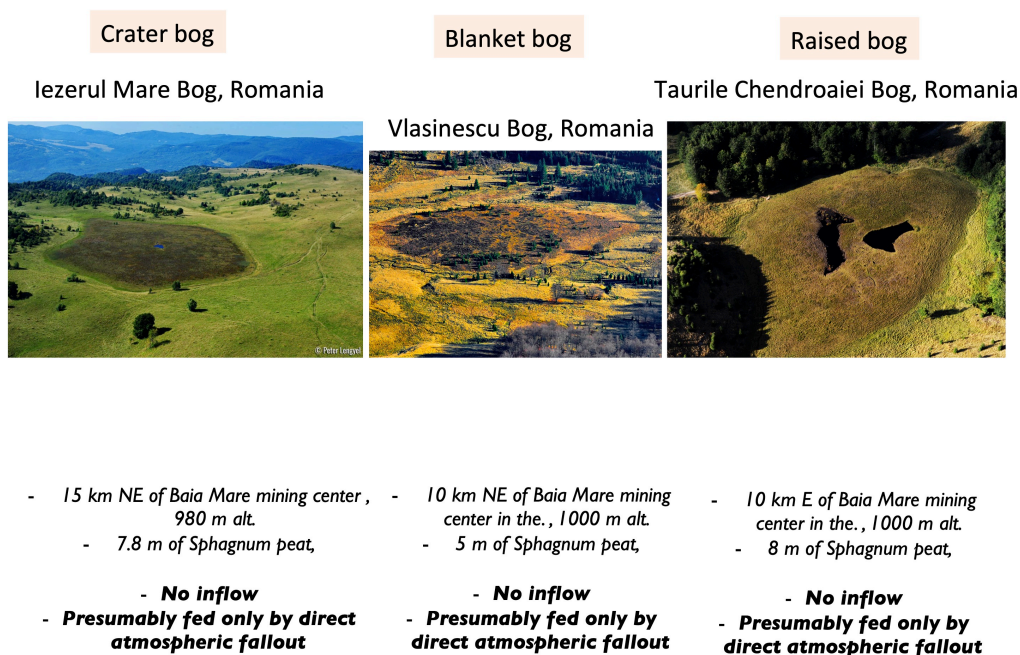 Crater bog
Iezerul Mare Bog, Romania
© Peter Lengyel
- 15 km NE of Baia Mare mining center ,
980 m alt.
- 7.8 m of Sphagnum peat,
- No inflow
- Presumably fed only by direct
atmospheric fallout
Blanket bog
Vlasinescu Bog, Romania
- 10 km NE of Baia Mare mining
center in the. , 1000 m alt.
- 5 m of Sphagnum peat,
- No inflow
- Presumably fed only by
direct atmospheric fallout
Raised bog
Taurile Chendroaiei Bog, Romania
- 10 km E of Baia Mare mining
center in the. , 1000 m alt.
- 8 m of Sphagnum peat,
- No inflow
- Presumably fed only by
direct atmospheric fallout